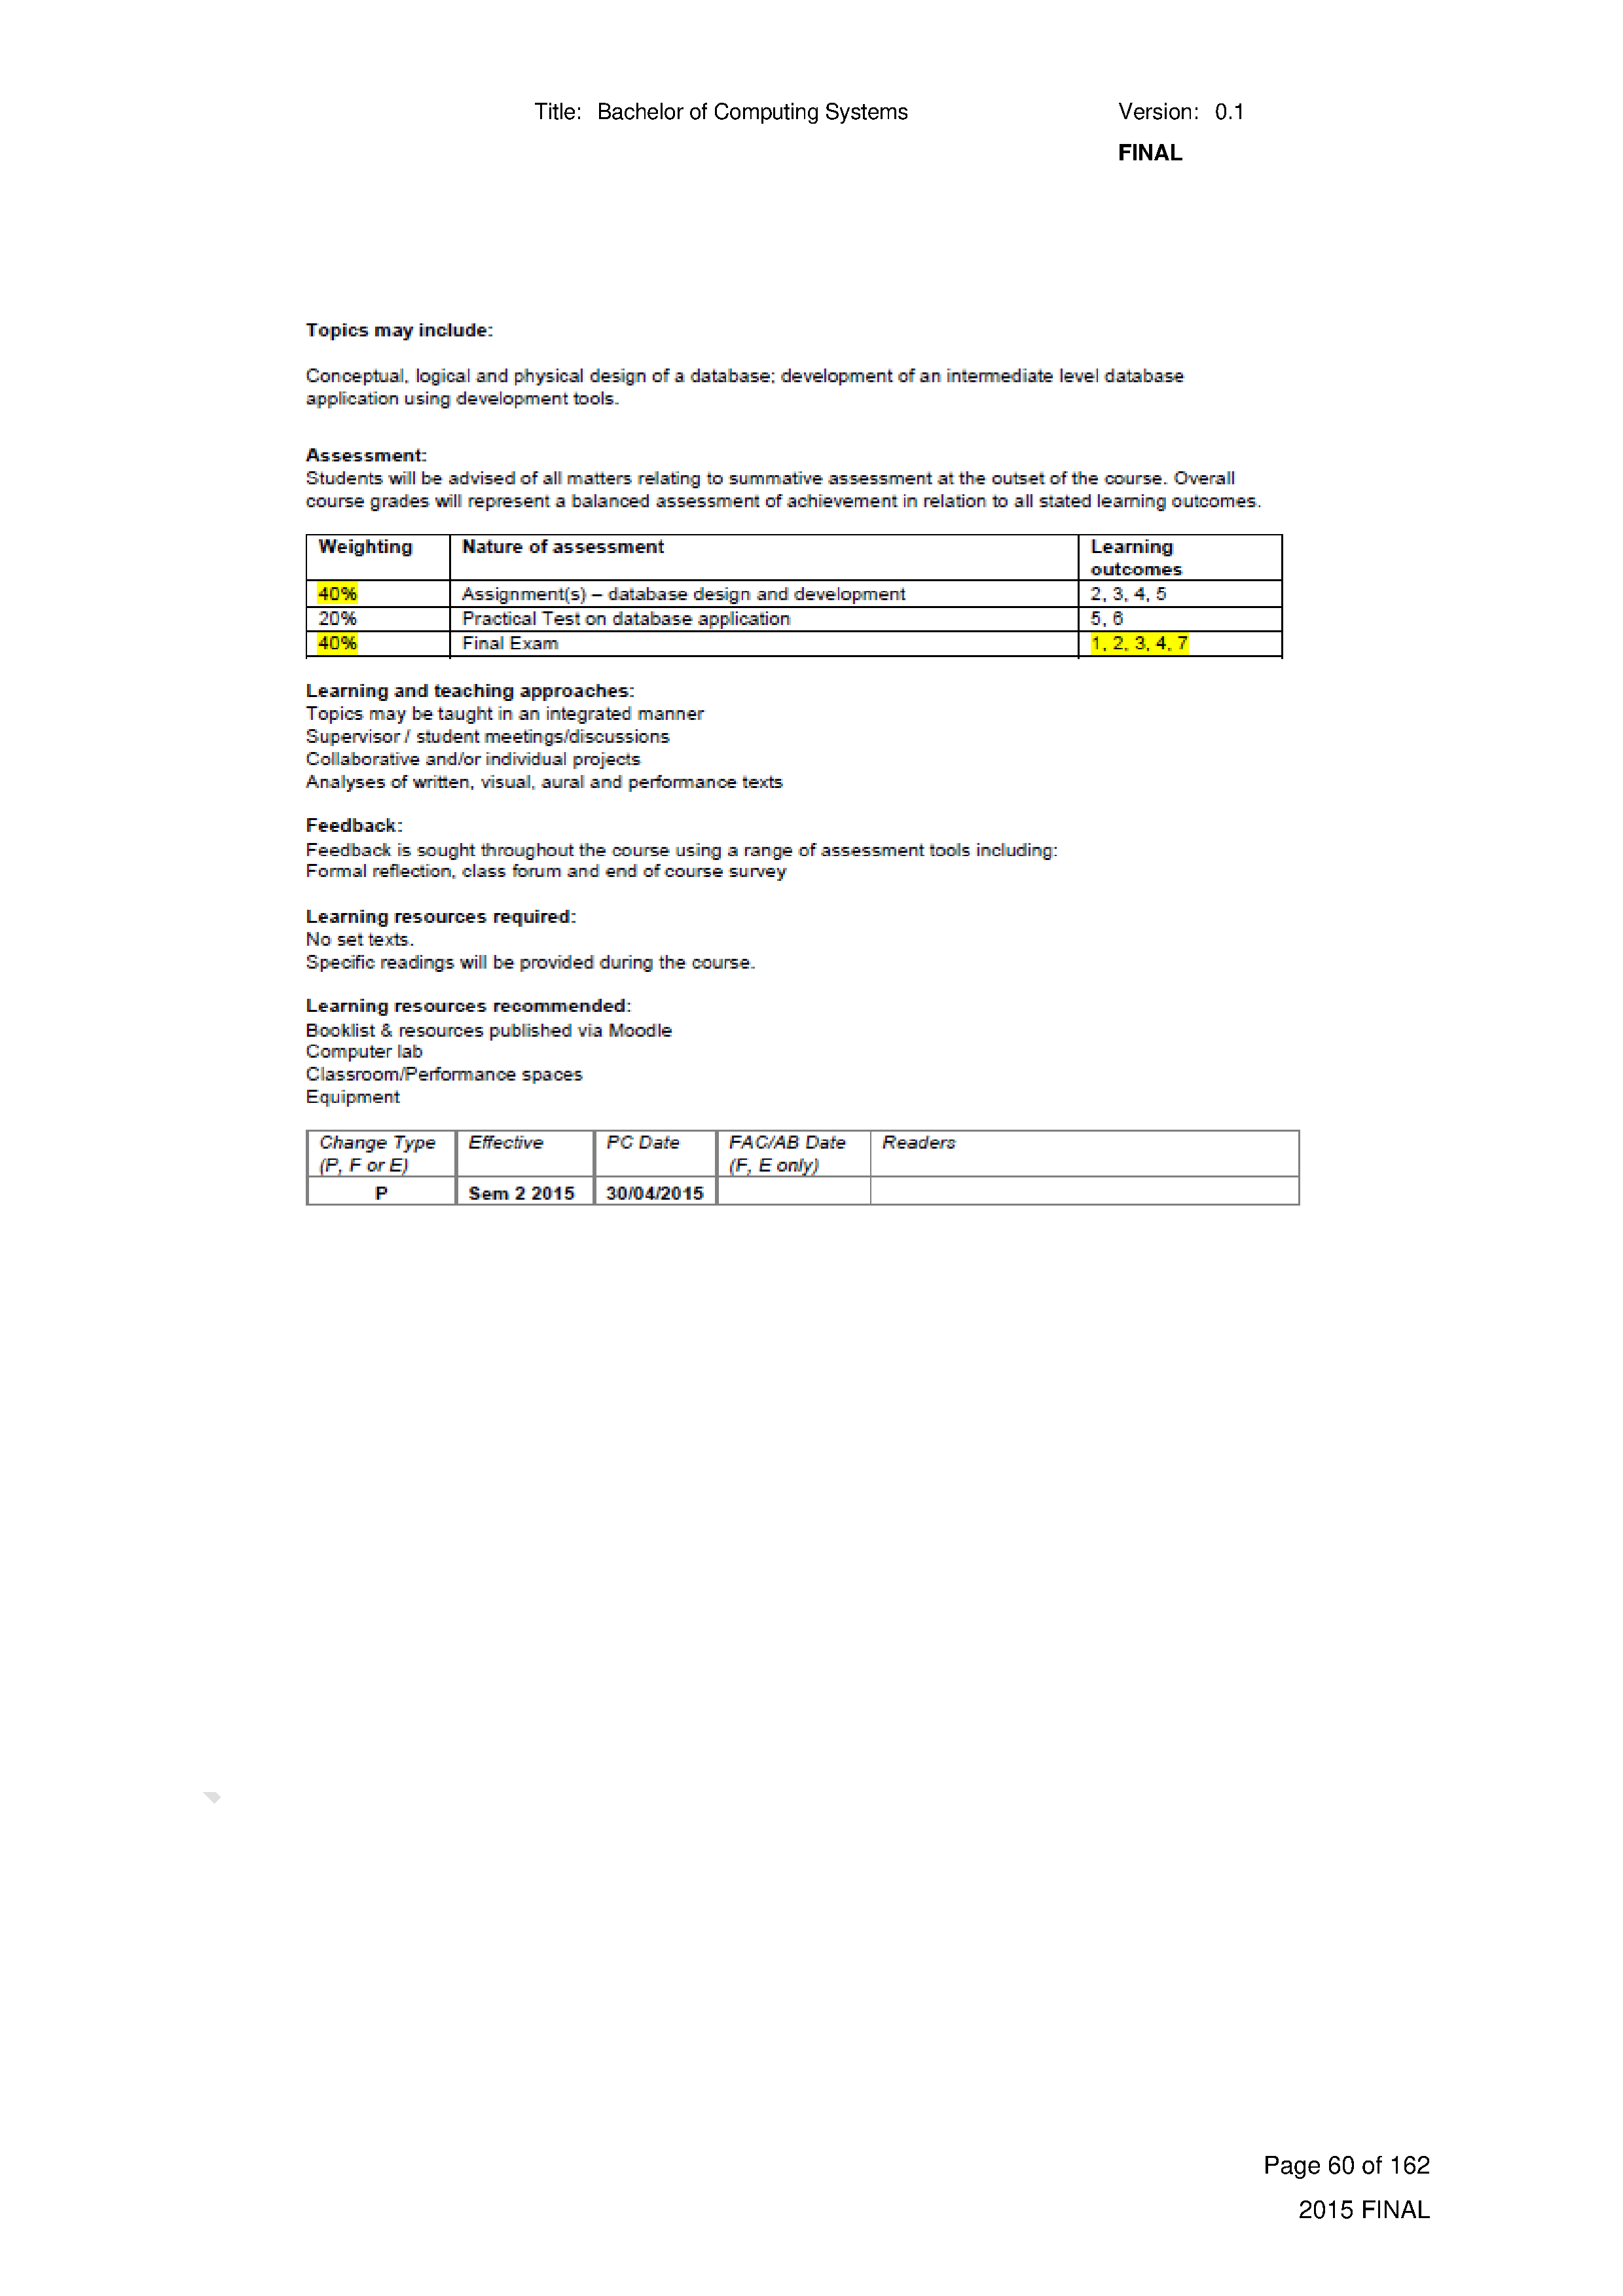 Title: Bachelor of Computing Systems Version: 0.1
FINAL
Topics may include:
Conceptual, logical and physical design of a database; development of an intermediate level database
application using development tools.
Assessment:
Students will be advised of all matters relating to summative assessment at the outset of the course. Overall
course grades will represent a balanced assessment of achievement in relation to all stated learning outcomes.
Weighting Nature of assessment Learning
outcomes
40% Assignment(s) – database design and development 2, 3, 4, 5
20% Practical Test on database application 5, 6
40% Final Exam 1, 2, 3, 4, 7
Learning and teaching approaches:
Topics may be taught in an integrated manner
Supervisor / student meetings/discussions
Collaborative and/or individual projects
Analyses of written, visual, aural and performance texts
Feedback:
Feedback is sought throughout the course using a range of assessment tools including:
Formal reflection, class forum and end of course survey
Learning resources required:
No set texts.
Specific readings will be provided during the course.
Learning resources recommended:
Booklist & resources published via Moodle
Computer lab
Classroom/Performance spaces
Equipment
Change Type Effective PC Date FAC/AB Date Readers
(P, F or E) (F, E only)
P Sem 2 2015 30/04/2015
Page 60 of 162
2015 FINAL